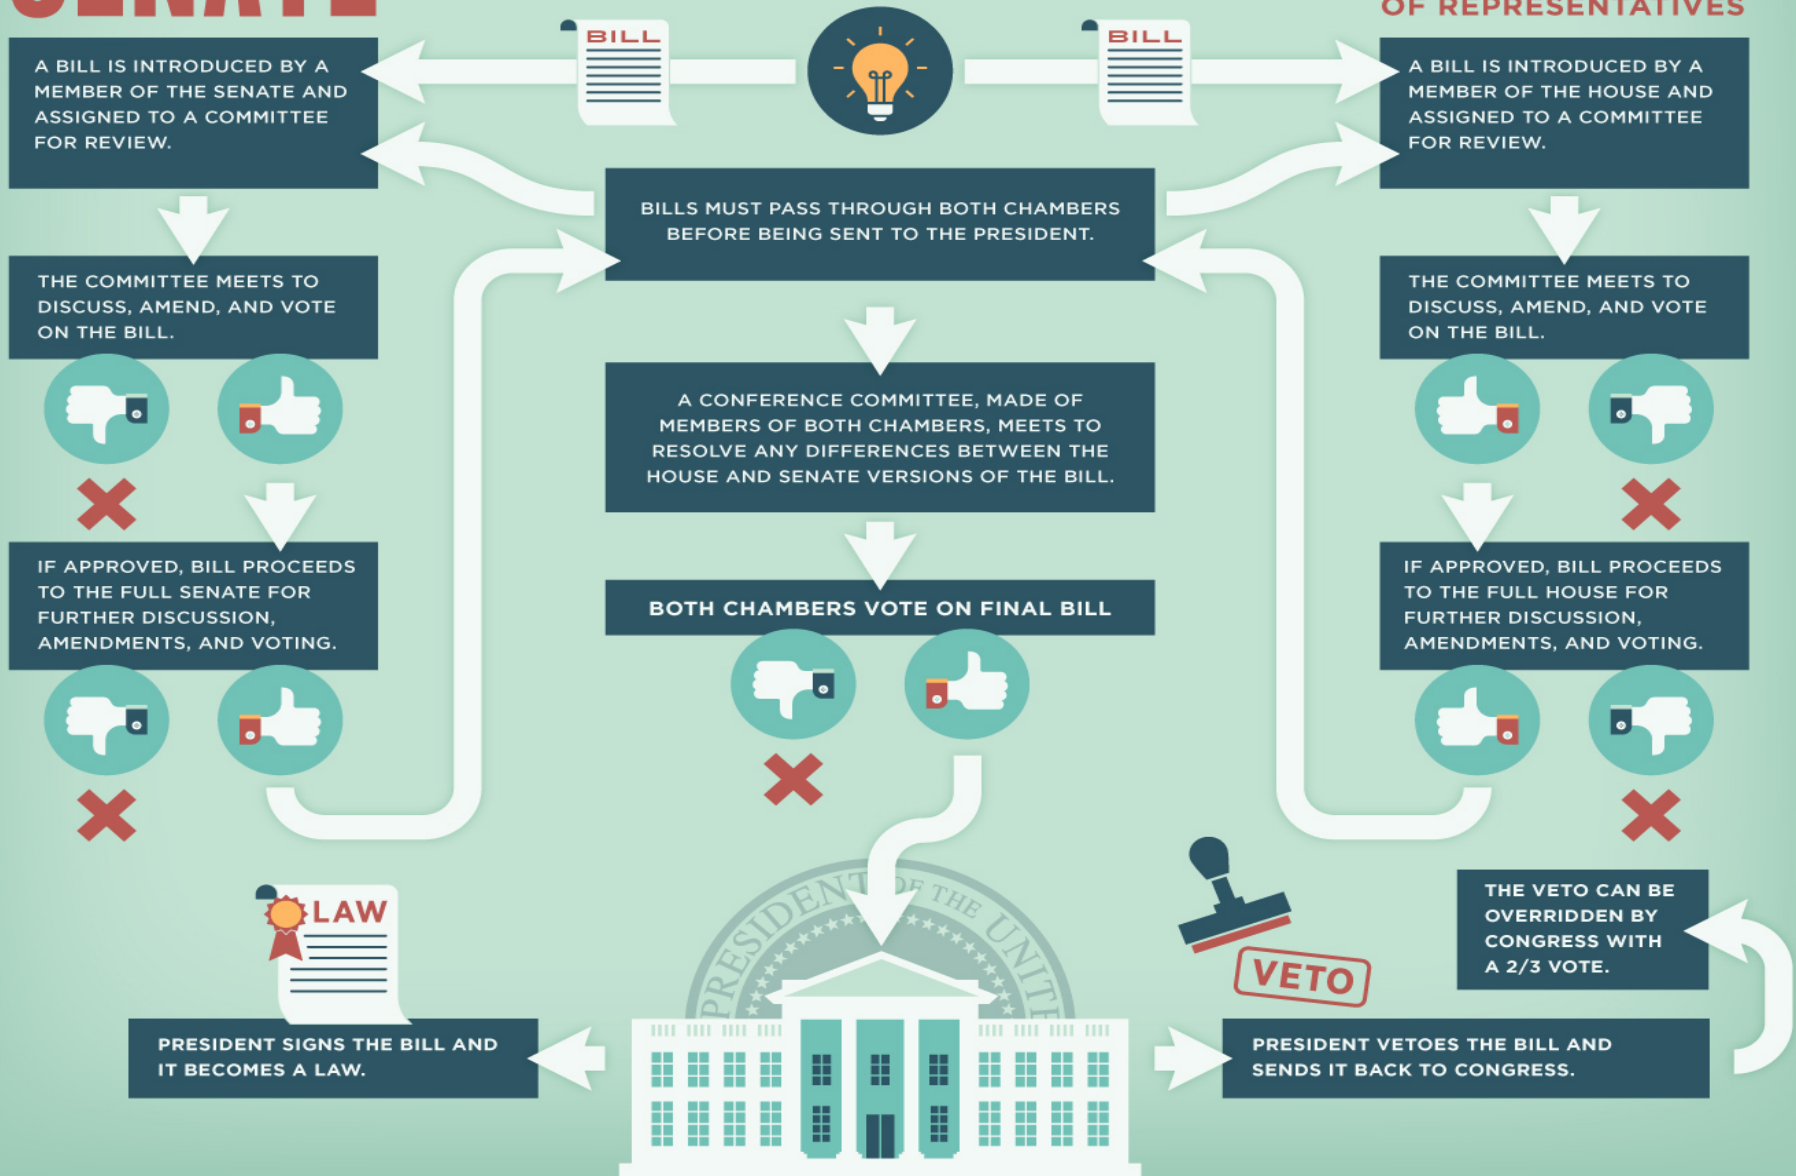 SENATE
OF REPRESENTATIVES
BILL
BILL
A BILL IS INTRODUCED BY A
MEMBER OF THE SENATE AND
ASSIGNED TO A COMMITTEE
FOR REVIEW.
A BILL IS INTRODUCED BY A
MEMBER OF THE HOUSE AND
ASSIGNED TO A COMMITTEE
FOR REVIEW.
BILLS MUST PASS THROUGH BOTH CHAMBERS
BEFORE BEING SENT TO THE PRESIDENT.
THE COMMITTEE MEETS TO
DISCUSS, AMEND, AND VOTE
ON THE BILL.
THE COMMITTEE MEETS TO
DISCUSS, AMEND, AND VOTE
ON THE BILL.
A CONFERENCE COMMITTEE, MADE OF
MEMBERS OF BOTH CHAMBERS, MEETS TO
RESOLVE ANY DIFFERENCES BETWEEN THE
HOUSE AND SENATE VERSIONS OF THE BILL.
IF APPROVED, BILL PROCEEDS
TO THE FULL SENATE FOR
FURTHER DISCUSSION,
AMENDMENTS, AND VOTING.
BOTH CHAMBERS VOTE ON FINAL BILL
IF APPROVED, BILL PROCEEDS
TO THE FULL HOUSE FOR
FURTHER DISCUSSION,
AMENDMENTS, AND VOTING.
LAW
PRESIDENT OF THE UNITE
VETO
THE VETO CAN BE
OVERRIDDEN BY
CONGRESS WITH
A 2/3 VOTE.
PRESIDENT SIGNS THE BILL AND
IT BECOMES A LAW.
PRESIDENT VETOES THE BILL AND
SENDS IT BACK TO CONGRESS.